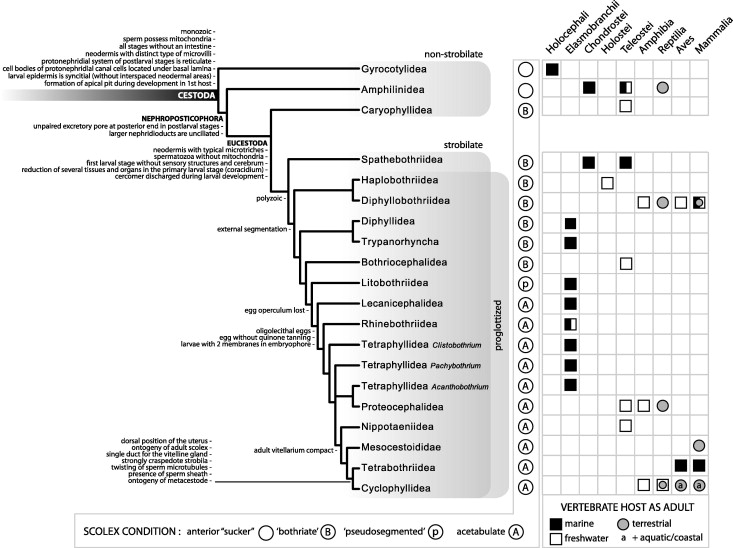 monozoic -
sperm possess mitochondria -
all stages without an intestine -
neodermis with distinct type of microvilli -
protonephridial system of postlarval stages is reticulate -
cell bodies of protonephridial canal cells located under basal lamina -
larval epidermis is syncitial (without interspaced neodermal areas) -
formation of apical pit during development in 1st host -
CESTODA
NEPHROPOSTICOPHORA
unpaired excretory pore at posterior end in postlarval stages -
larger nephridioducts are unciliated -
EUCESTODA
neodermis with typical microtriches -
spermatozoa without mitochondria -
first larval stage without sensory structures and cerebrum -
reduction of several tissues and organs in the primary larval stage (coracidium) -
cercomer discharged during larval development -
polyzoic -
external segmentation -
egg operculum lost -
oligolecithal eggs -
egg without quinone tanning -
larvae with 2 membranes in embryophore -
adult vitellarium compact -
dorsal position of the uterus -
ontogeny of adult scolex -
single duct for the vitelline gland -
strongly craspedote strobila -
twisting of sperm microtubules -
presence of sperm sheath -
ontogeny of metacestode -
non-strobilate
Gyrocotylidea
Amphilinidea
Caryophyllidea
B
strobilate
Spathebothriidea
B
Haplobothriidea
B
Diphyllobothriidea
B
Diphyllidea
B
Trypanorhyncha
B
Bothriocephalidea
B
Litobothriidea
p
Lecanicephalidea
A
Rhinebothriidea
A
Tetraphyllidea Clistobothrium
A
Tetraphyllidea Pachybothrium
A
Tetraphyllidea Acanthobothrium
A
Proteocephalidea
A
Nippotaeniidea
A
Mesocestoididae
A
Tetrabothriidea
A
Cyclophyllidea
A
a
a
proglottized
Holocephali
Elasmobranchii
Chondrostei
Holostei
Teleostei
Amphibia
Reptilia
Aves
Mammalia
VERTEBRATE HOST AS ADULT
marine
terrestrial
freshwater
a + aquatic/coastal
SCOLEX CONDITION : anterior "sucker" 'bothriate' B 'pseudosegmented' p acetabulate A